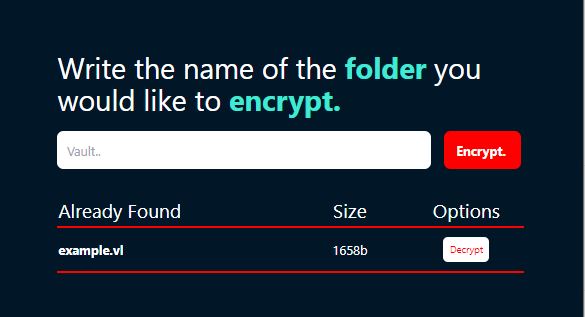 Write the name of the folder you
would like to encrypt.
Vault..
Encrypt.
Already Found Size Options
example.vl 1658b Decrypt